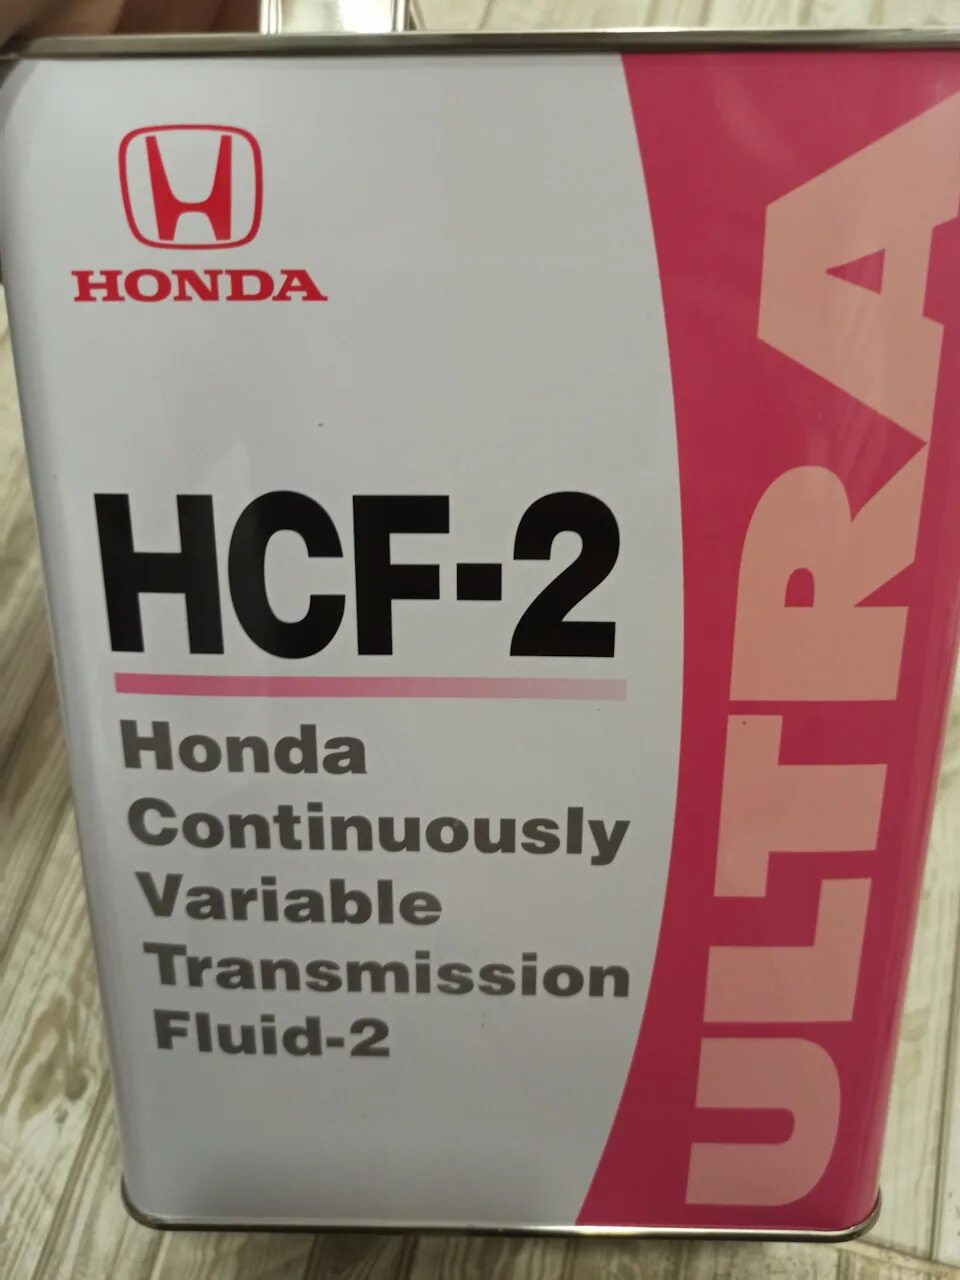 HONDA
HCF-2
Honda
Continuously
Variable
Transmission
Fluid-2
ULTRA